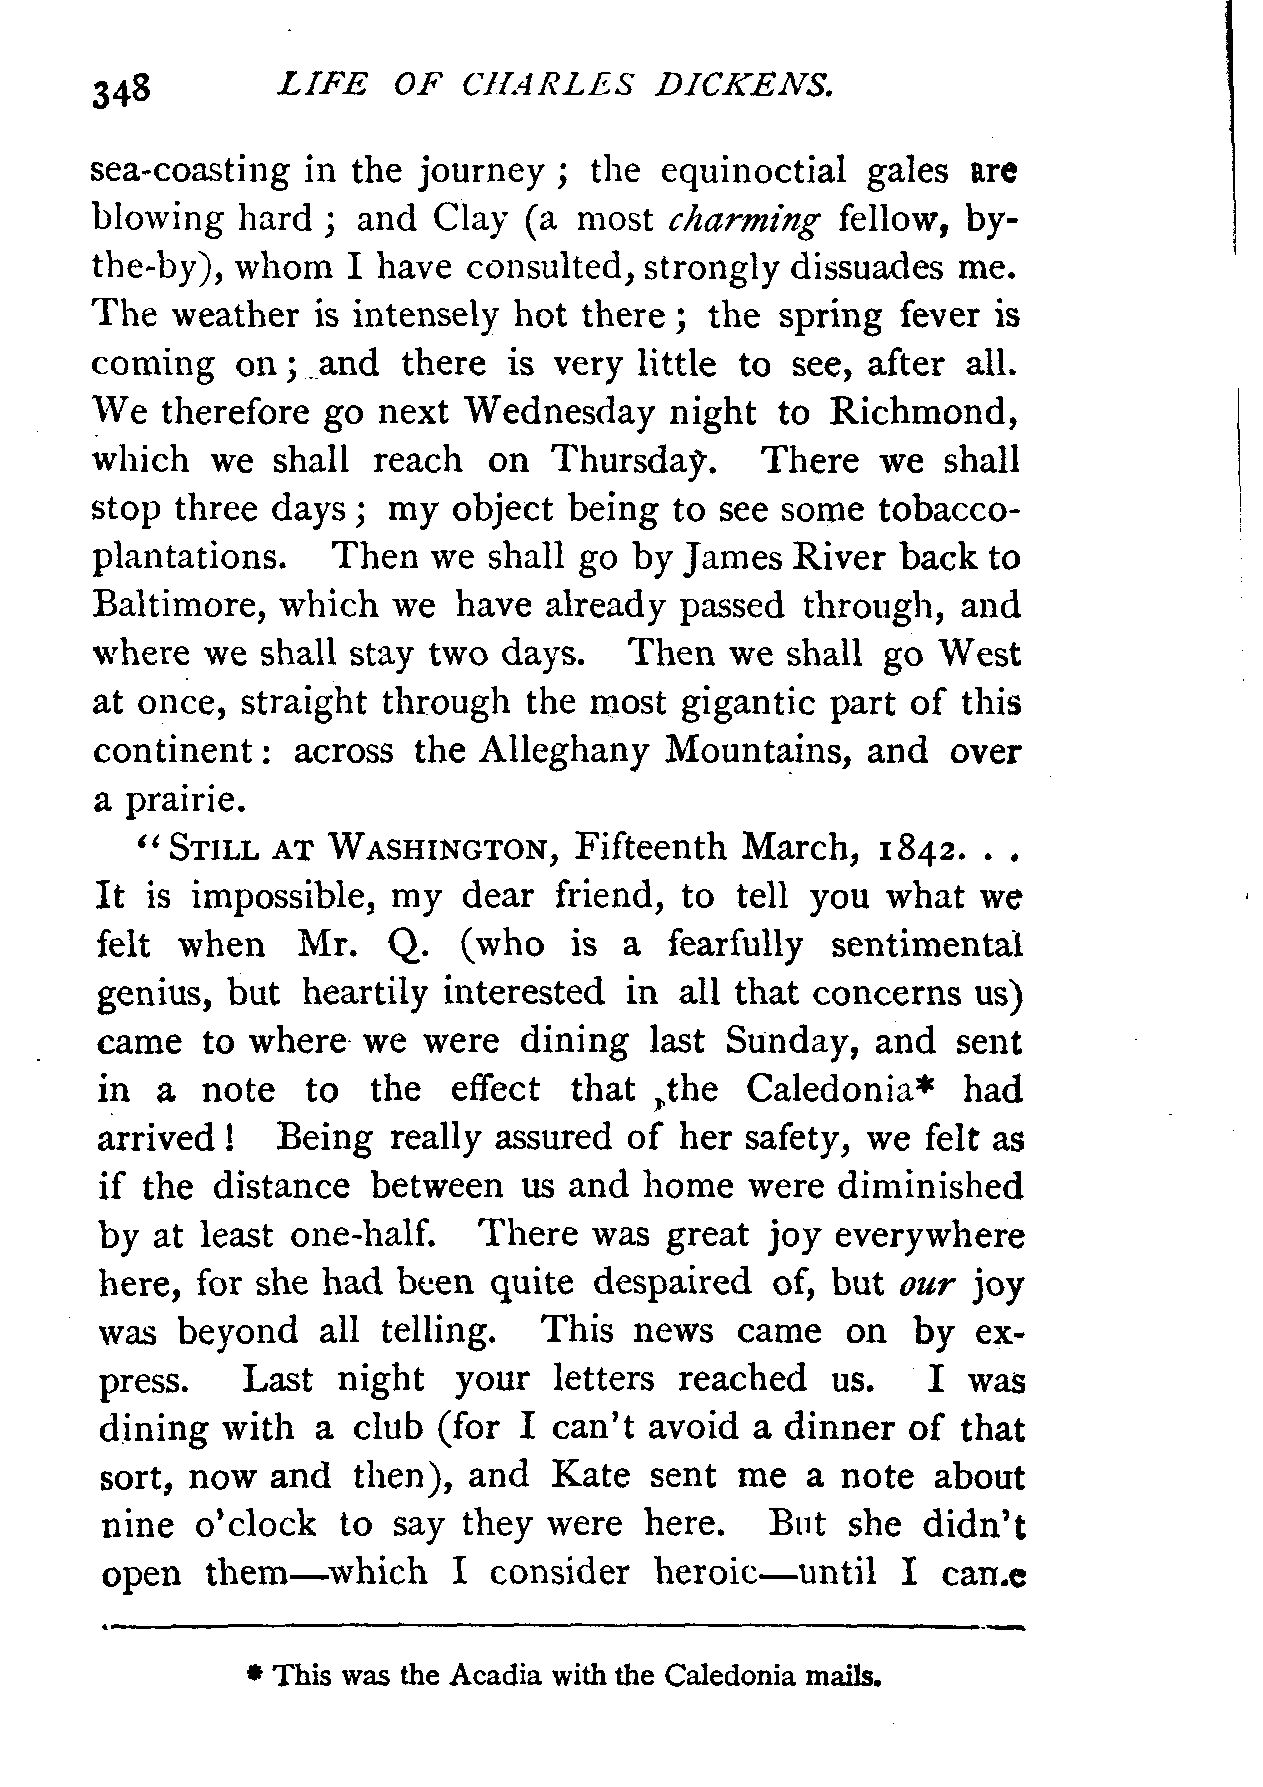 348 LIFE OF CHARLES DICKENS.
sea-coasting in the journey ; the equinoctial gales are
blowing hard ; and Clay (a most charming fellow, by-
the-by), whom I have consulted, strongly dissuades me.
The weather is intensely hot there ; the spring fever is
coming on ; and there is very little to see, after all.
We therefore go next Wednesday night to Richmond,
which we shall reach on Thursday. There we shall
stop three days ; my object being to see some tobacco-
plantations. Then we shall go by James River back to
Baltimore, which we have already passed through, and
where we shall stay two days. Then we shall go West
at once, straight through the most gigantic part of this
continent : across the Alleghany Mountains, and over
a prairie.
“ STILL AT WASHINGTON, Fifteenth March, 1842. . .
It is impossible, my dear friend, to tell you what we
felt when Mr. Q. (who is a fearfully sentimental
genius, but heartily interested in all that concerns us)
came to where we were dining last Sunday, and sent
in a note to the effect that the Caledonia* had
arrived ! Being really assured of her safety, we felt as
if the distance between us and home were diminished
by at least one-half. There was great joy everywhere
here, for she had been quite despaired of, but our joy
was beyond all telling. This news came on by ex-
press. Last night your letters reached us. I was
dining with a club (for I can't avoid a dinner of that
sort, now and then), and Kate sent me a note about
nine o'clock to say they were here. But she didn't
open them—which I consider heroic—until I came
* This was the Acadia with the Caledonia mails.